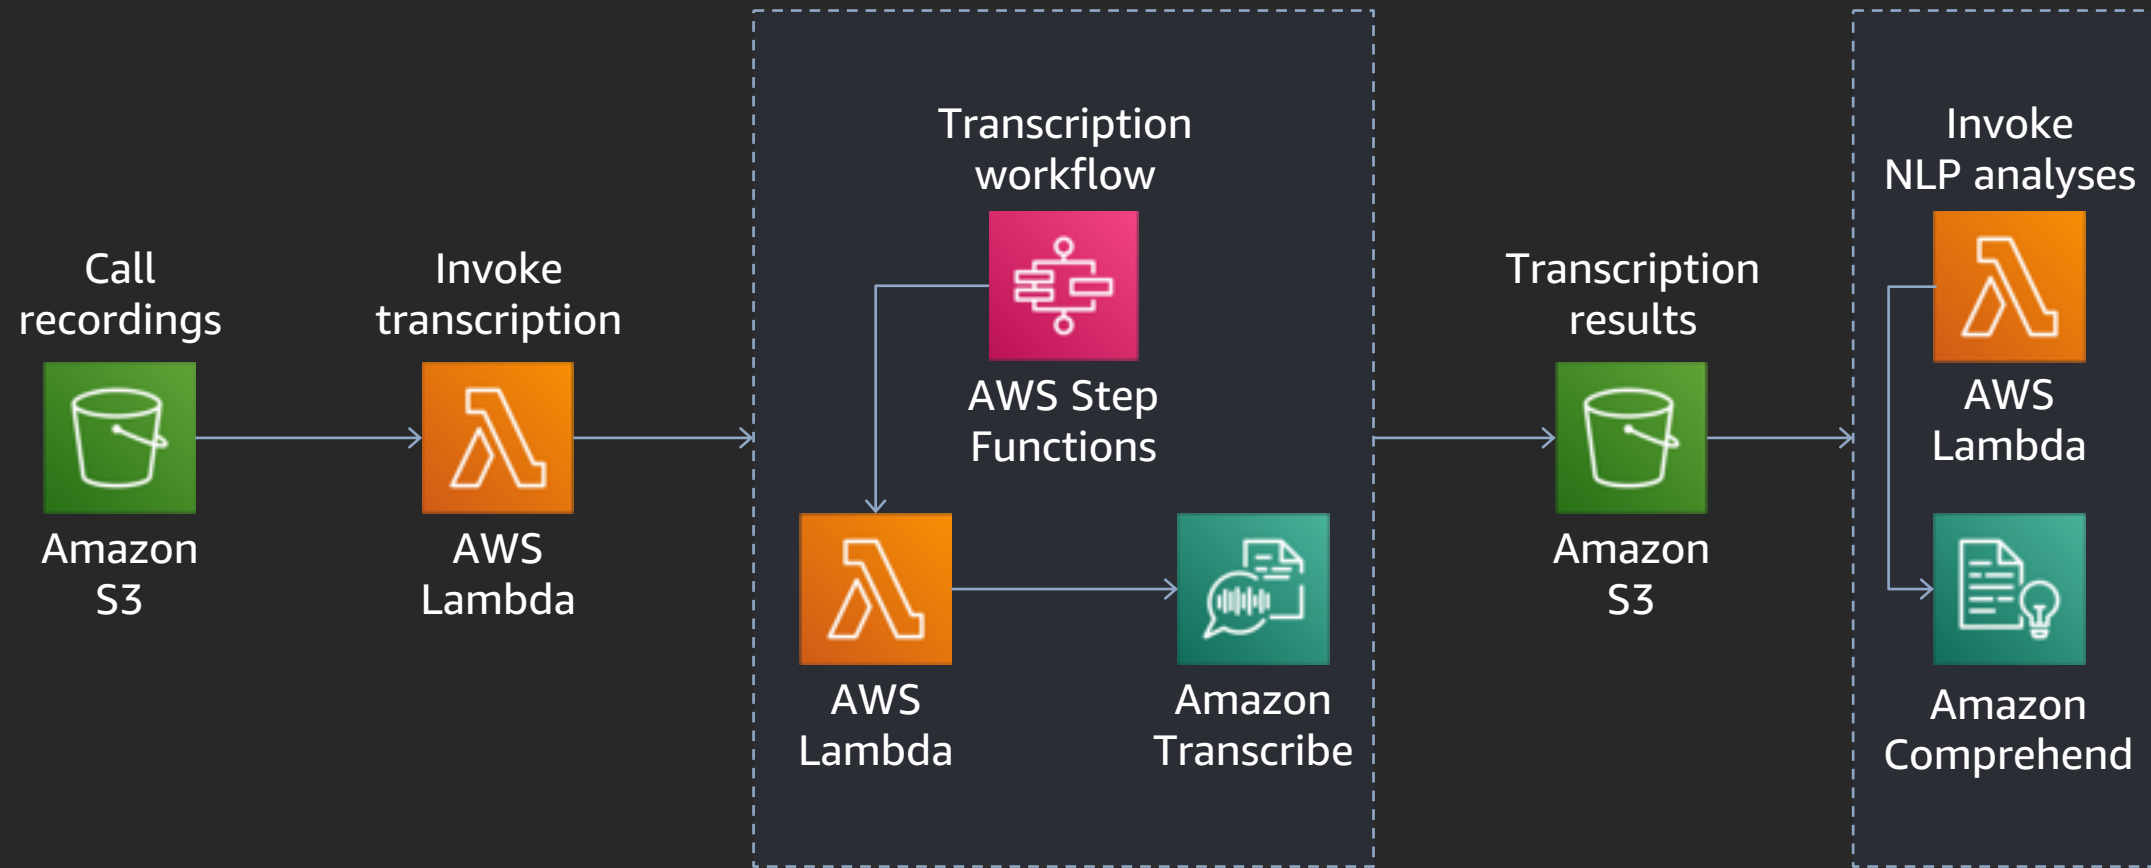 Call
recordings
Amazon
S3
Invoke
transcription
AWS
Lambda
Transcription
workflow
AWS Step
Functions
AWS
Lambda
Amazon
Transcribe
Transcription
results
Amazon
S3
Invoke
NLP analyses
AWS
Lambda
Amazon
Comprehend